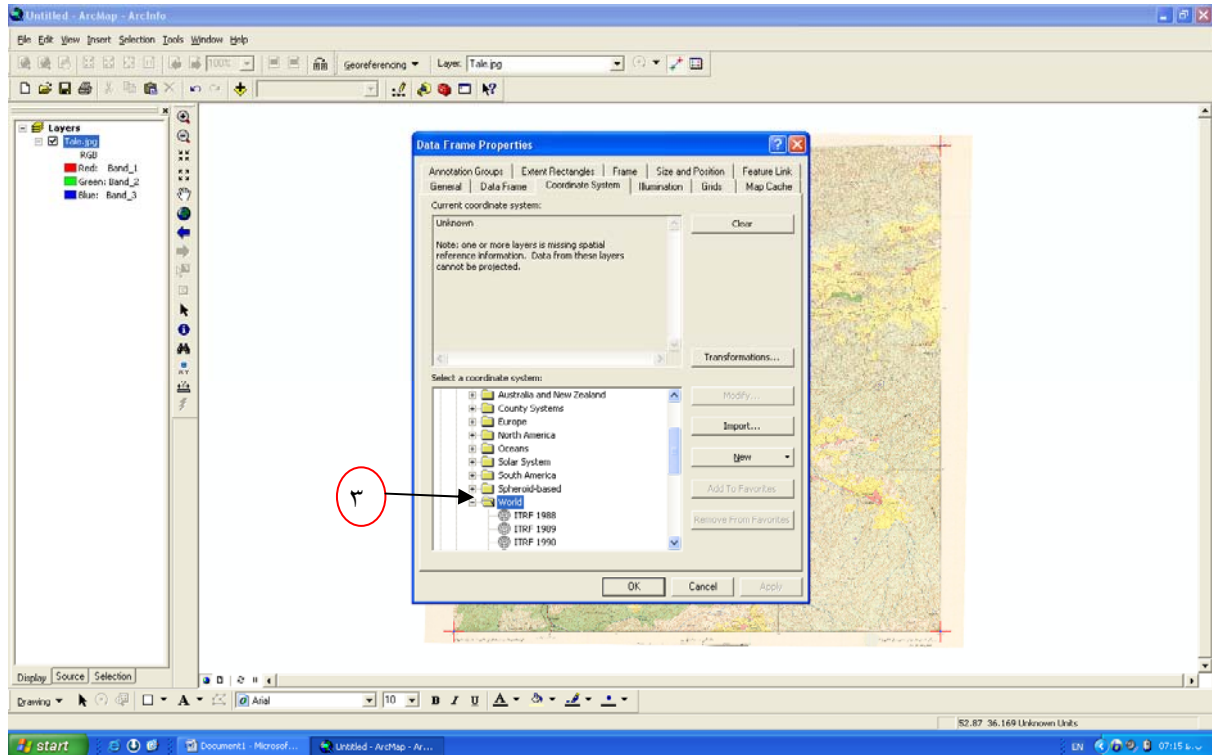 Untitled - ArcMap - ArcInfo
File Edit View Insert Selection Tools Window Help
100% Georeferencing Layer: Tale.jpg
Layers
Tale.jpg
RGB
Red: Band_1
Green: Band_2
Blue: Band_3
Data Frame Properties
Annotation Groups Extent Rectangles Frame Size and Position Feature Link
General Data Frame Coordinate System Illumination Grids Map Cache
Current coordinate system:
Unknown
Clear
Note: one or more layers is missing spatial
reference information. Data from these layers
cannot be projected.
Transformations...
Select a coordinate system:
Australia and New Zealand
County Systems
Europe
North America
Oceans
Solar System
South America
Spheroid-based
World
ITRF 1988
ITRF 1989
ITRF 1990
Modify...
Import...
New
Add To Favorites
Remove From Favorites
٣
OK Cancel Apply
Display Source Selection
Drawing A Arial 10 B I U A
52.87 36.169 Unknown Units
start Document1 - Microsof... Untitled - ArcMap - Ar... EN 07:15 ب.ظ